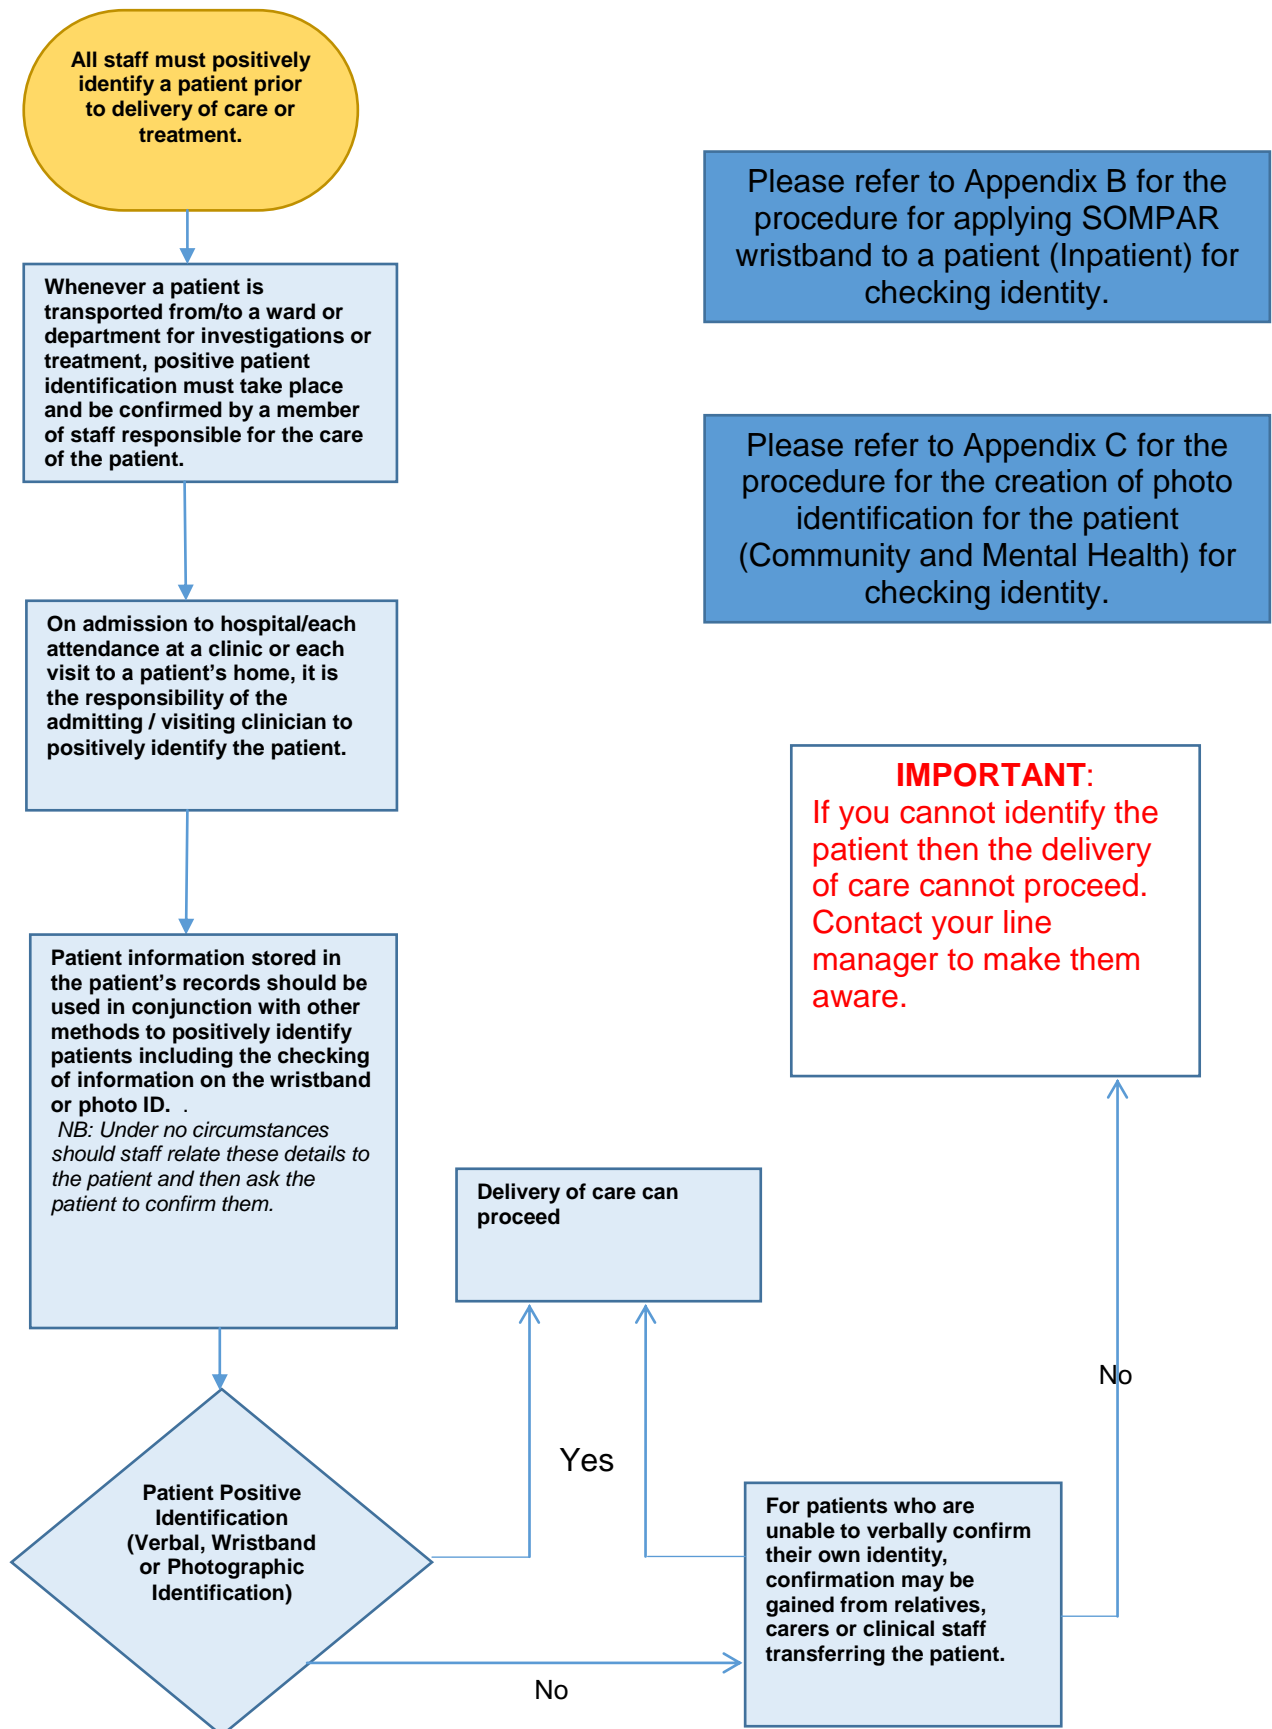 All staff must positively
identify a patient prior
to delivery of care or
treatment.
Please refer to Appendix B for the
procedure for applying SOMPAR
wristband to a patient (Inpatient) for
checking identity.
Whenever a patient is
transported from/to a ward or
department for investigations or
treatment, positive patient
identification must take place
and be confirmed by a member
of staff responsible for the care
of the patient.
Please refer to Appendix C for the
procedure for the creation of photo
identification for the patient
(Community and Mental Health) for
checking identity.
On admission to hospital/each
attendance at a clinic or each
visit to a patient’s home, it is
the responsibility of the
admitting / visiting clinician to
positively identify the patient.
IMPORTANT:
If you cannot identify the
patient then the delivery
of care cannot proceed.
Contact your line
manager to make them
aware.
Patient information stored in
the patient’s records should be
used in conjunction with other
methods to positively identify
patients including the checking
of information on the wristband
or photo ID. .
NB: Under no circumstances
should staff relate these details to
the patient and then ask the
patient to confirm them.
Delivery of care can
proceed
No
Yes
Patient Positive
Identification
(Verbal, Wristband
or Photographic
Identification)
For patients who are
unable to verbally confirm
their own identity,
confirmation may be
gained from relatives,
carers or clinical staff
transferring the patient.
No